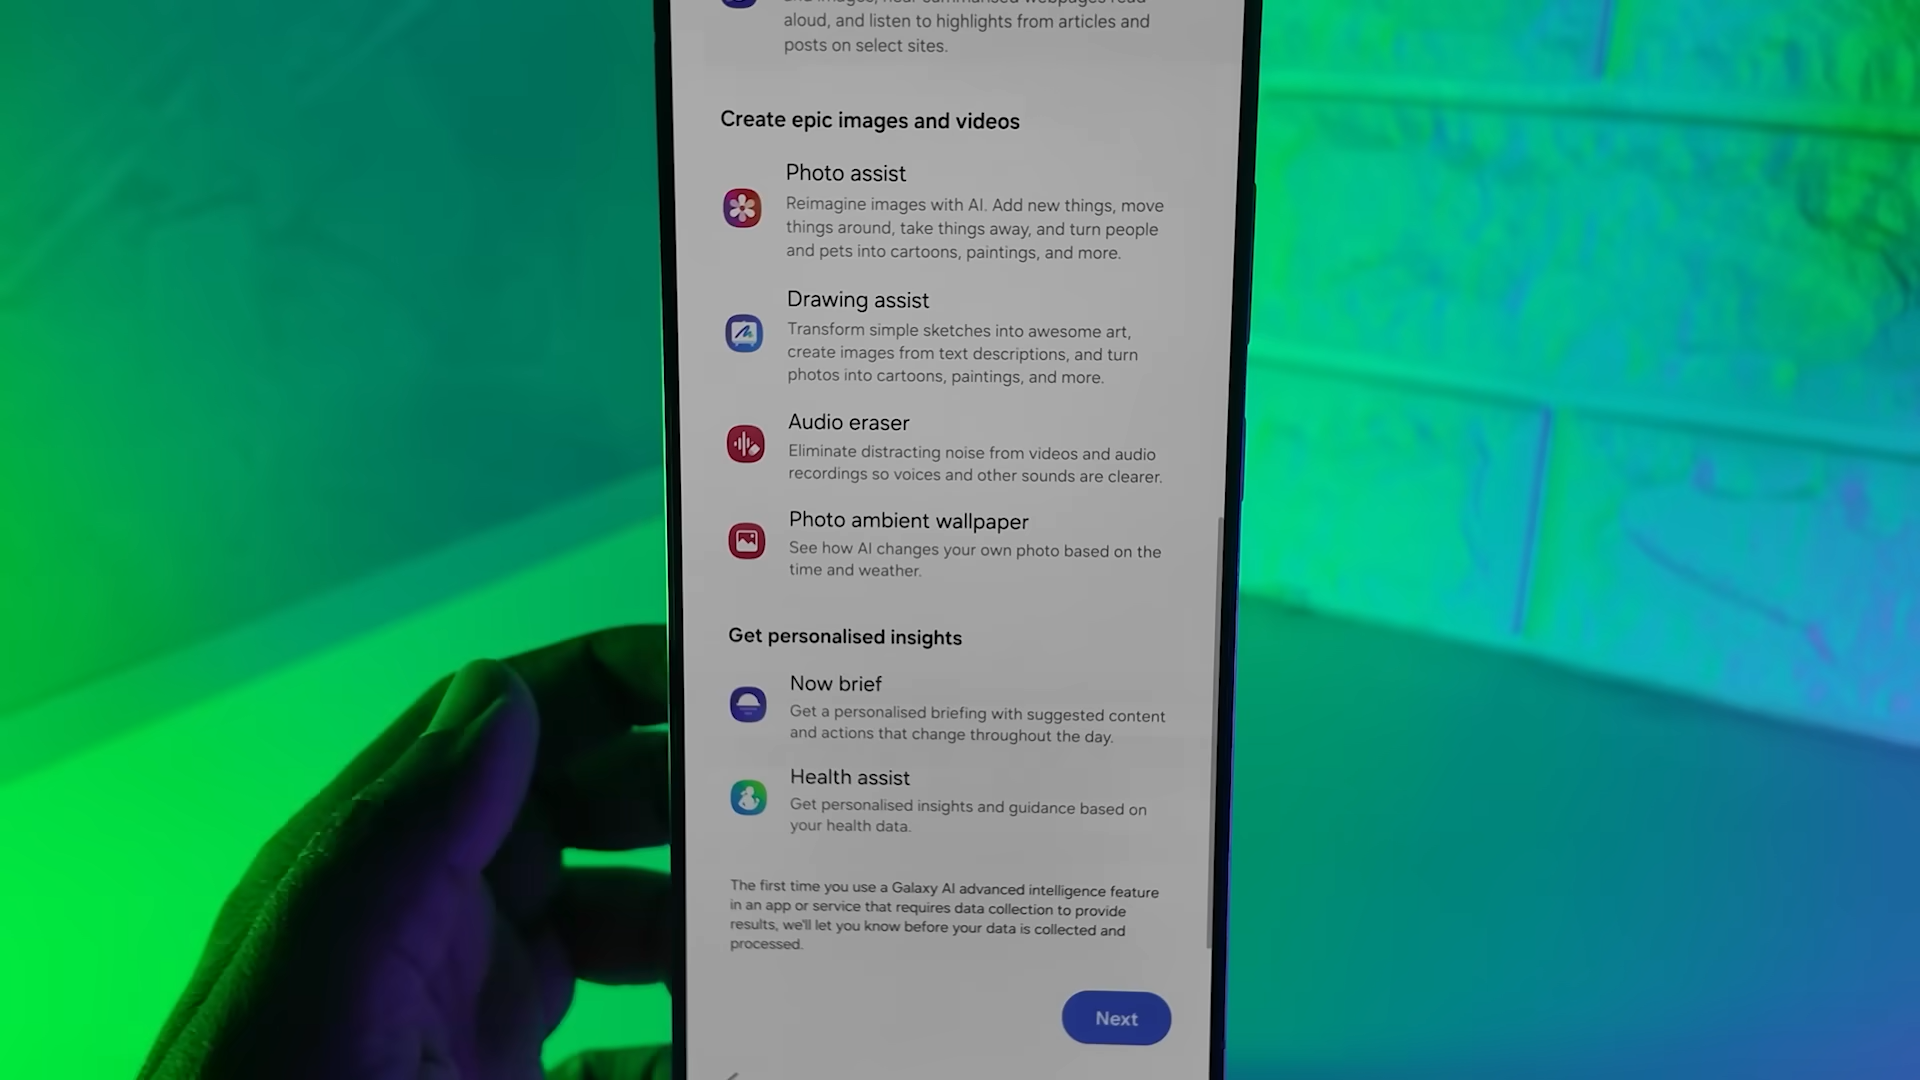 aloud, and listen to highlights from articles and
posts on select sites.
Create epic images and videos
Photo assist
Reimagine images with AI. Add new things, move
things around, take things away, and turn people
and pets into cartoons, paintings, and more.
Drawing assist
Transform simple sketches into awesome art,
create images from text descriptions, and turn
photos into cartoons, paintings, and more.
Audio eraser
Eliminate distracting noise from videos and audio
recordings so voices and other sounds are clearer.
Photo ambient wallpaper
See how AI changes your own photo based on the
time and weather.
Get personalised insights
Now brief
Get a personalised briefing with suggested content
and actions that change throughout the day.
Health assist
Get personalised insights and guidance based on
your health data.
The first time you use a Galaxy AI advanced intelligence feature
in an app or service that requires data collection to provide
results, we'll let you know before your data is collected and
processed.
Next